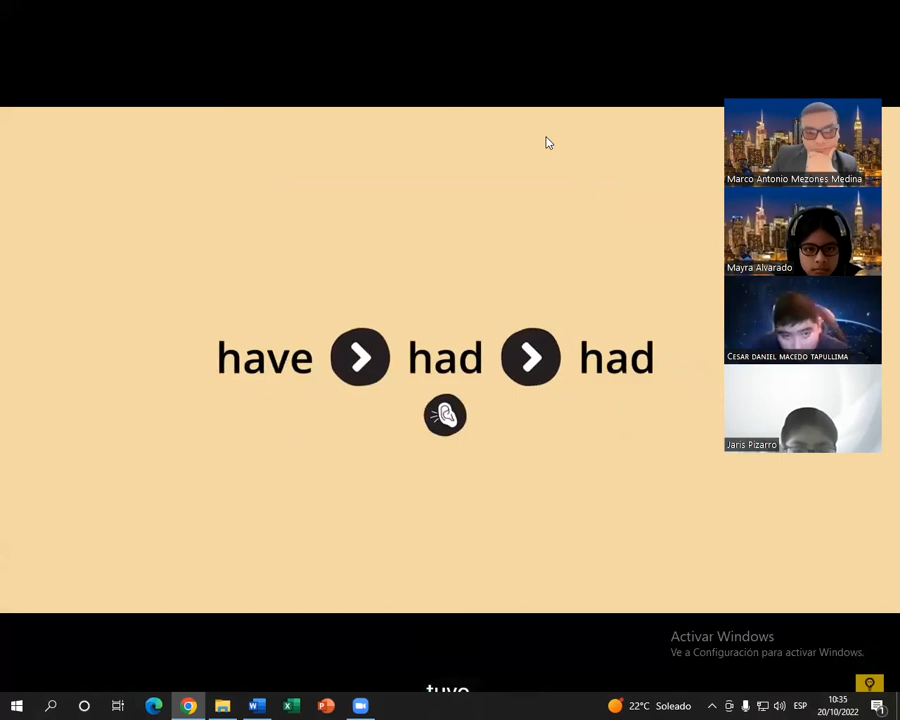 Marco Antonio Mezones Medina
Mayra Alvarado
CESAR DANIEL MACEDO TAPULLIMA
have > had > had
Jaris Pizarro
Activar Windows
Ve a Configuración para activar Windows.
tuvo
22°C Soleado
ESP
10:35
20/10/2022